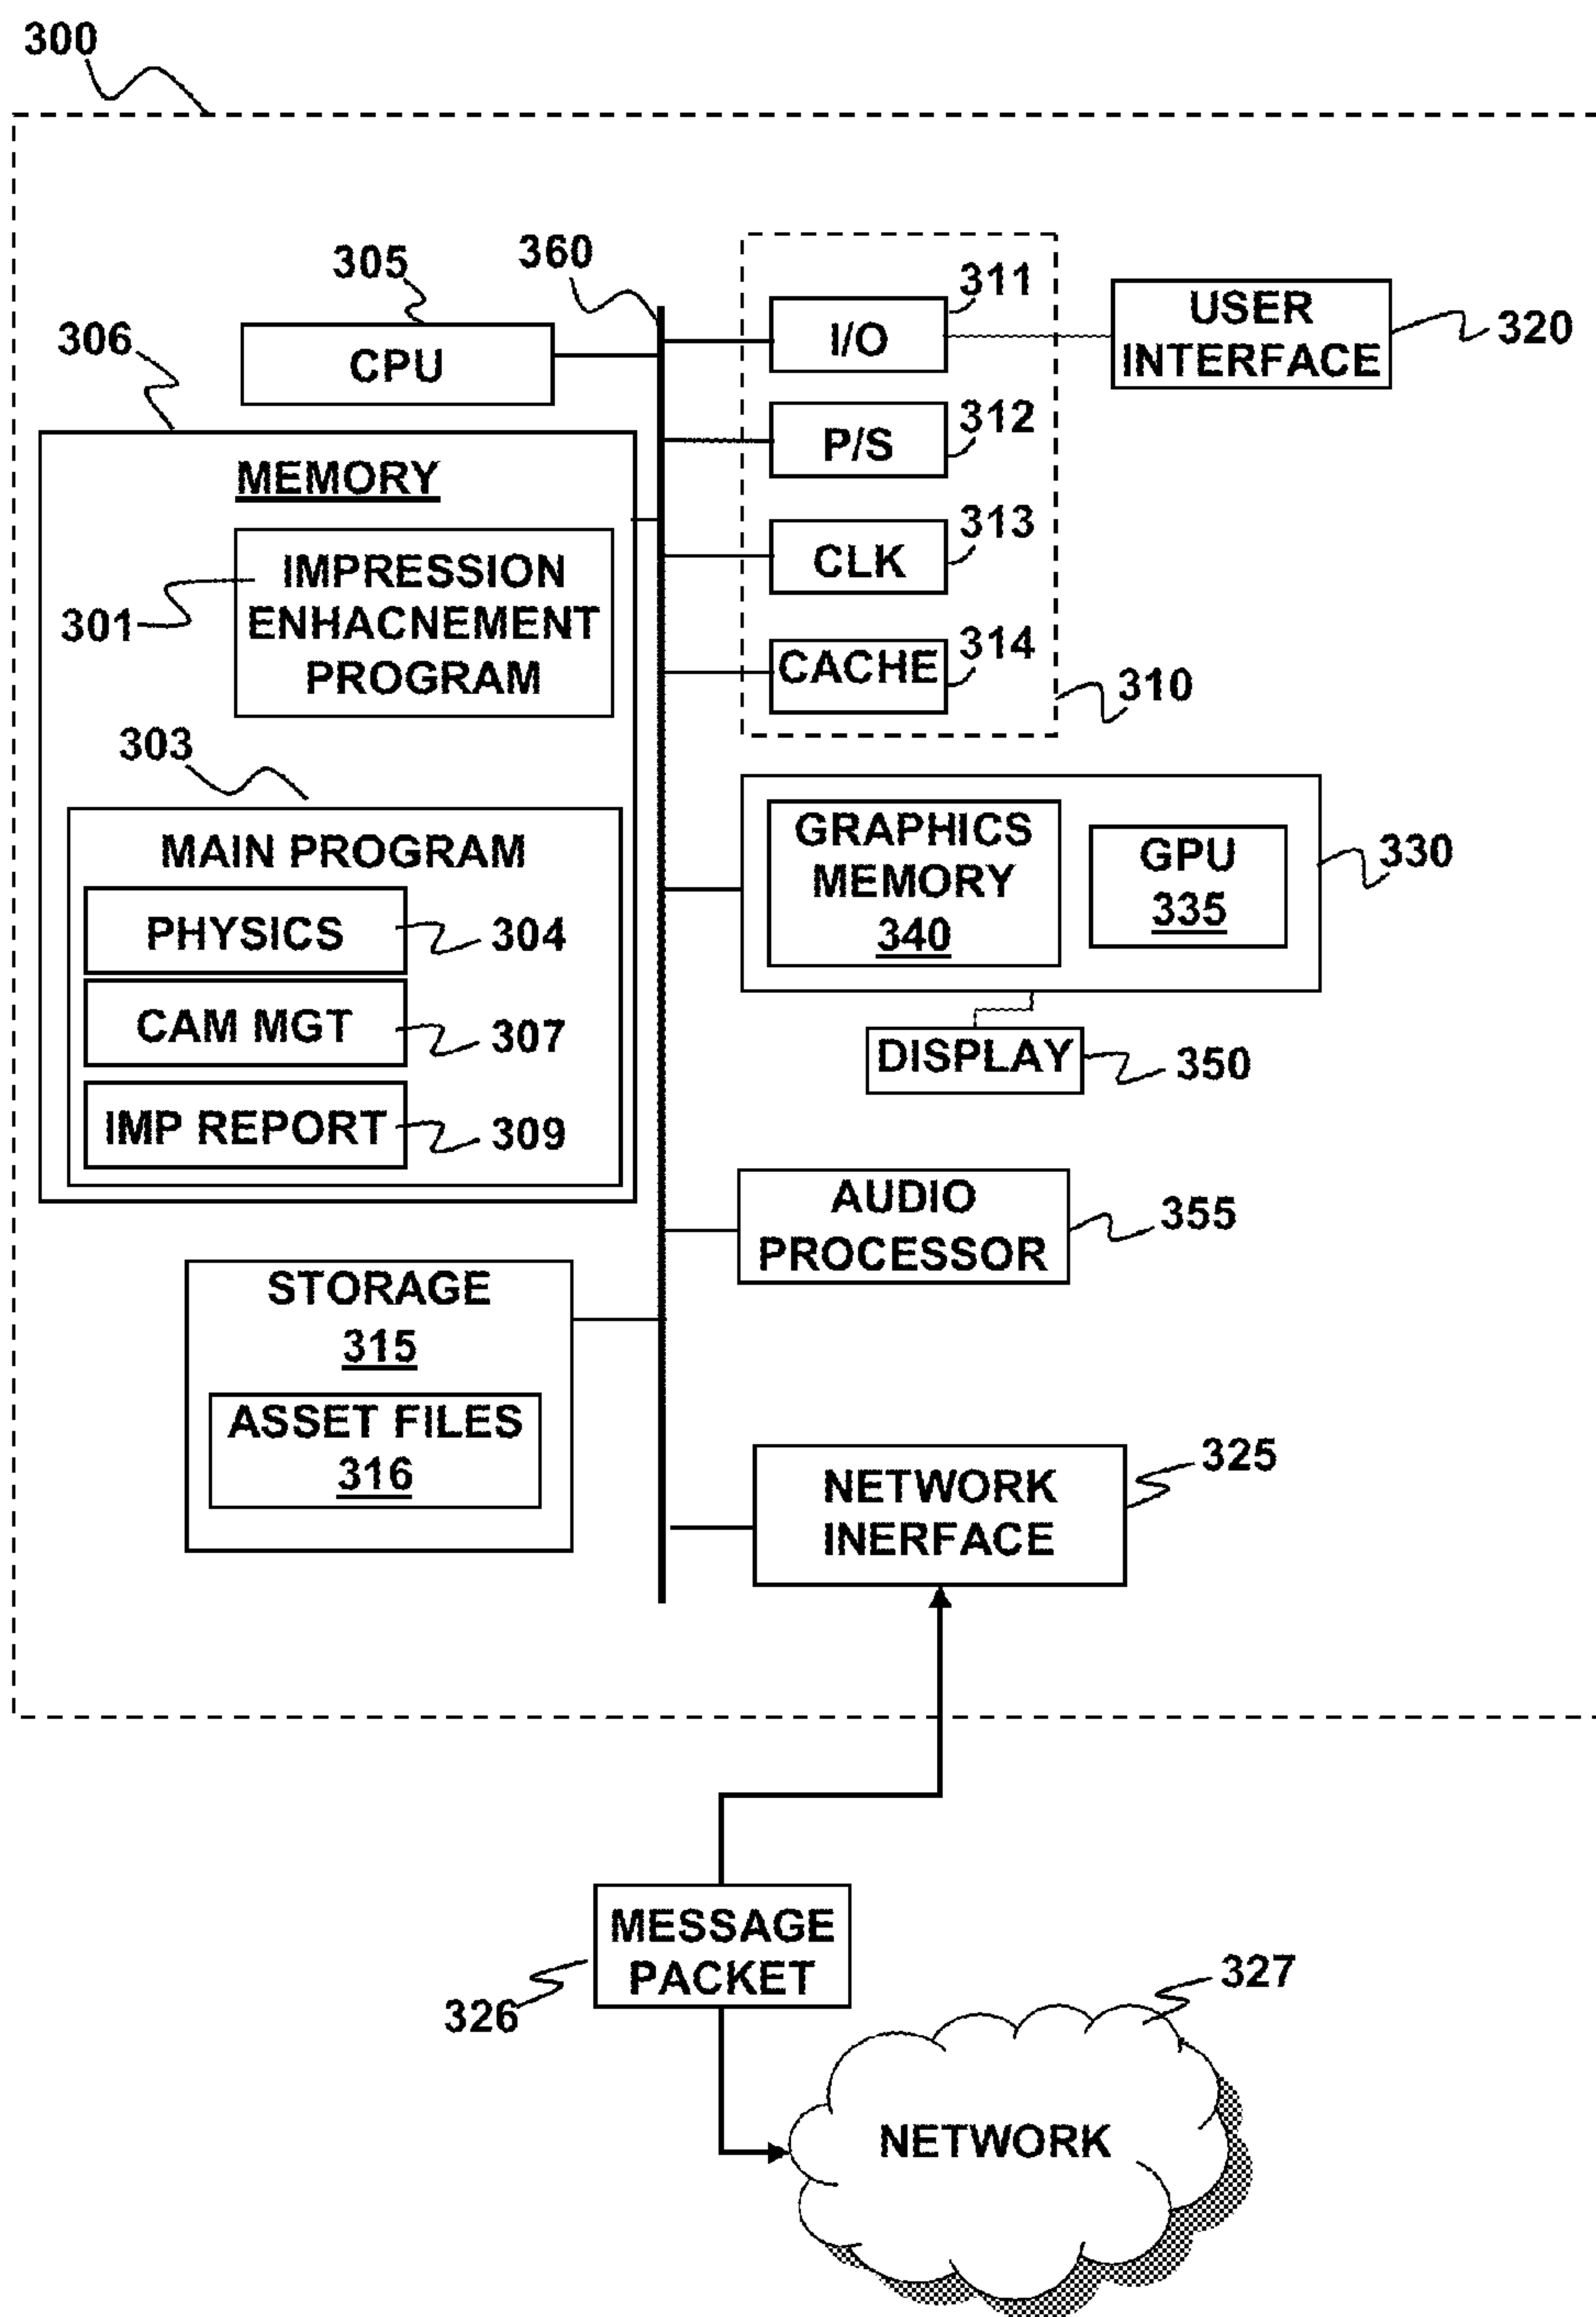 300
305
360
311
306
CPU
I/O
USER
INTERFACE
320
312
P/S
MEMORY
313
CLK
IMPRESSION
ENHACNEMENT
PROGRAM
301
314
CACHE
310
303
MAIN PROGRAM
PHYSICS
304
CAM MGT
307
IMP REPORT
309
GRAPHICS
MEMORY
340
GPU
335
330
DISPLAY
350
AUDIO
PROCESSOR
355
STORAGE
315
ASSET FILES
316
NETWORK
INERFACE
325
MESSAGE
PACKET
326
327
NETWORK